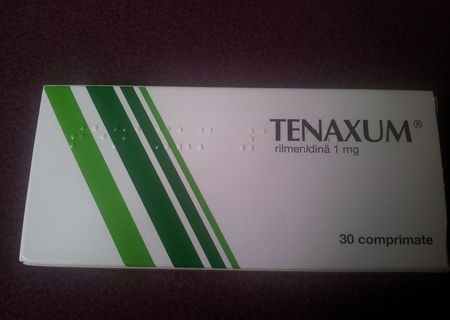 TENAXUM®
rilmenidină 1 mg
30 comprimate